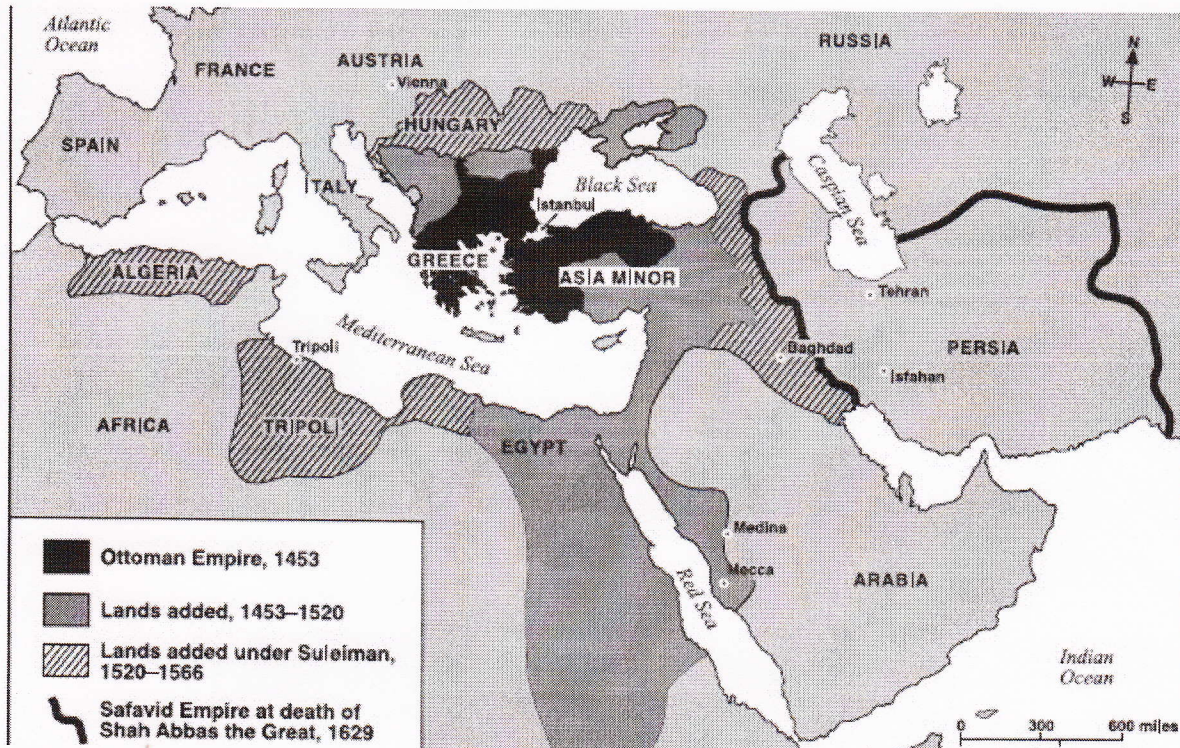 Atlantic
Ocean
FRANCE
AUSTRIA
Vienna
RUSSIA
N
W
E
S
HUNGARY
SPAIN
ITALY
Black Sea
Caspian Sea
Istanbul
ALGERIA
GREECE
ASIA MINOR
Tehran
Mediterranean Sea
Tripoli
Baghdad
PERSIA
Isfahan
AFRICA
TRIPOLI
EGYPT
Medina
Mecca
Red Sea
ARABIA
Indian
Ocean
Ottoman Empire, 1453
Lands added, 1453–1520
Lands added under Suleiman,
1520–1566
Safavid Empire at death of
Shah Abbas the Great, 1629
0 300 600 miles